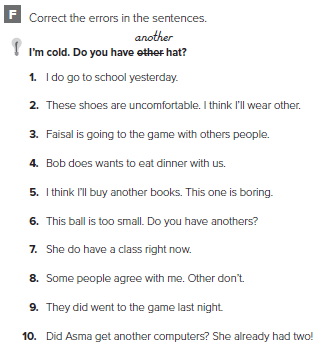 F Correct the errors in the sentences.
another
I'm cold. Do you have other hat?
1. I do go to school yesterday.
2. These shoes are uncomfortable. I think I'll wear other.
3. Faisal is going to the game with others people.
4. Bob does wants to eat dinner with us.
5. I think I'll buy another books. This one is boring.
6. This ball is too small. Do you have anothers?
7. She do have a class right now.
8. Some people agree with me. Other don't.
9. They did went to the game last night.
10. Did Asma get another computers? She already had two!